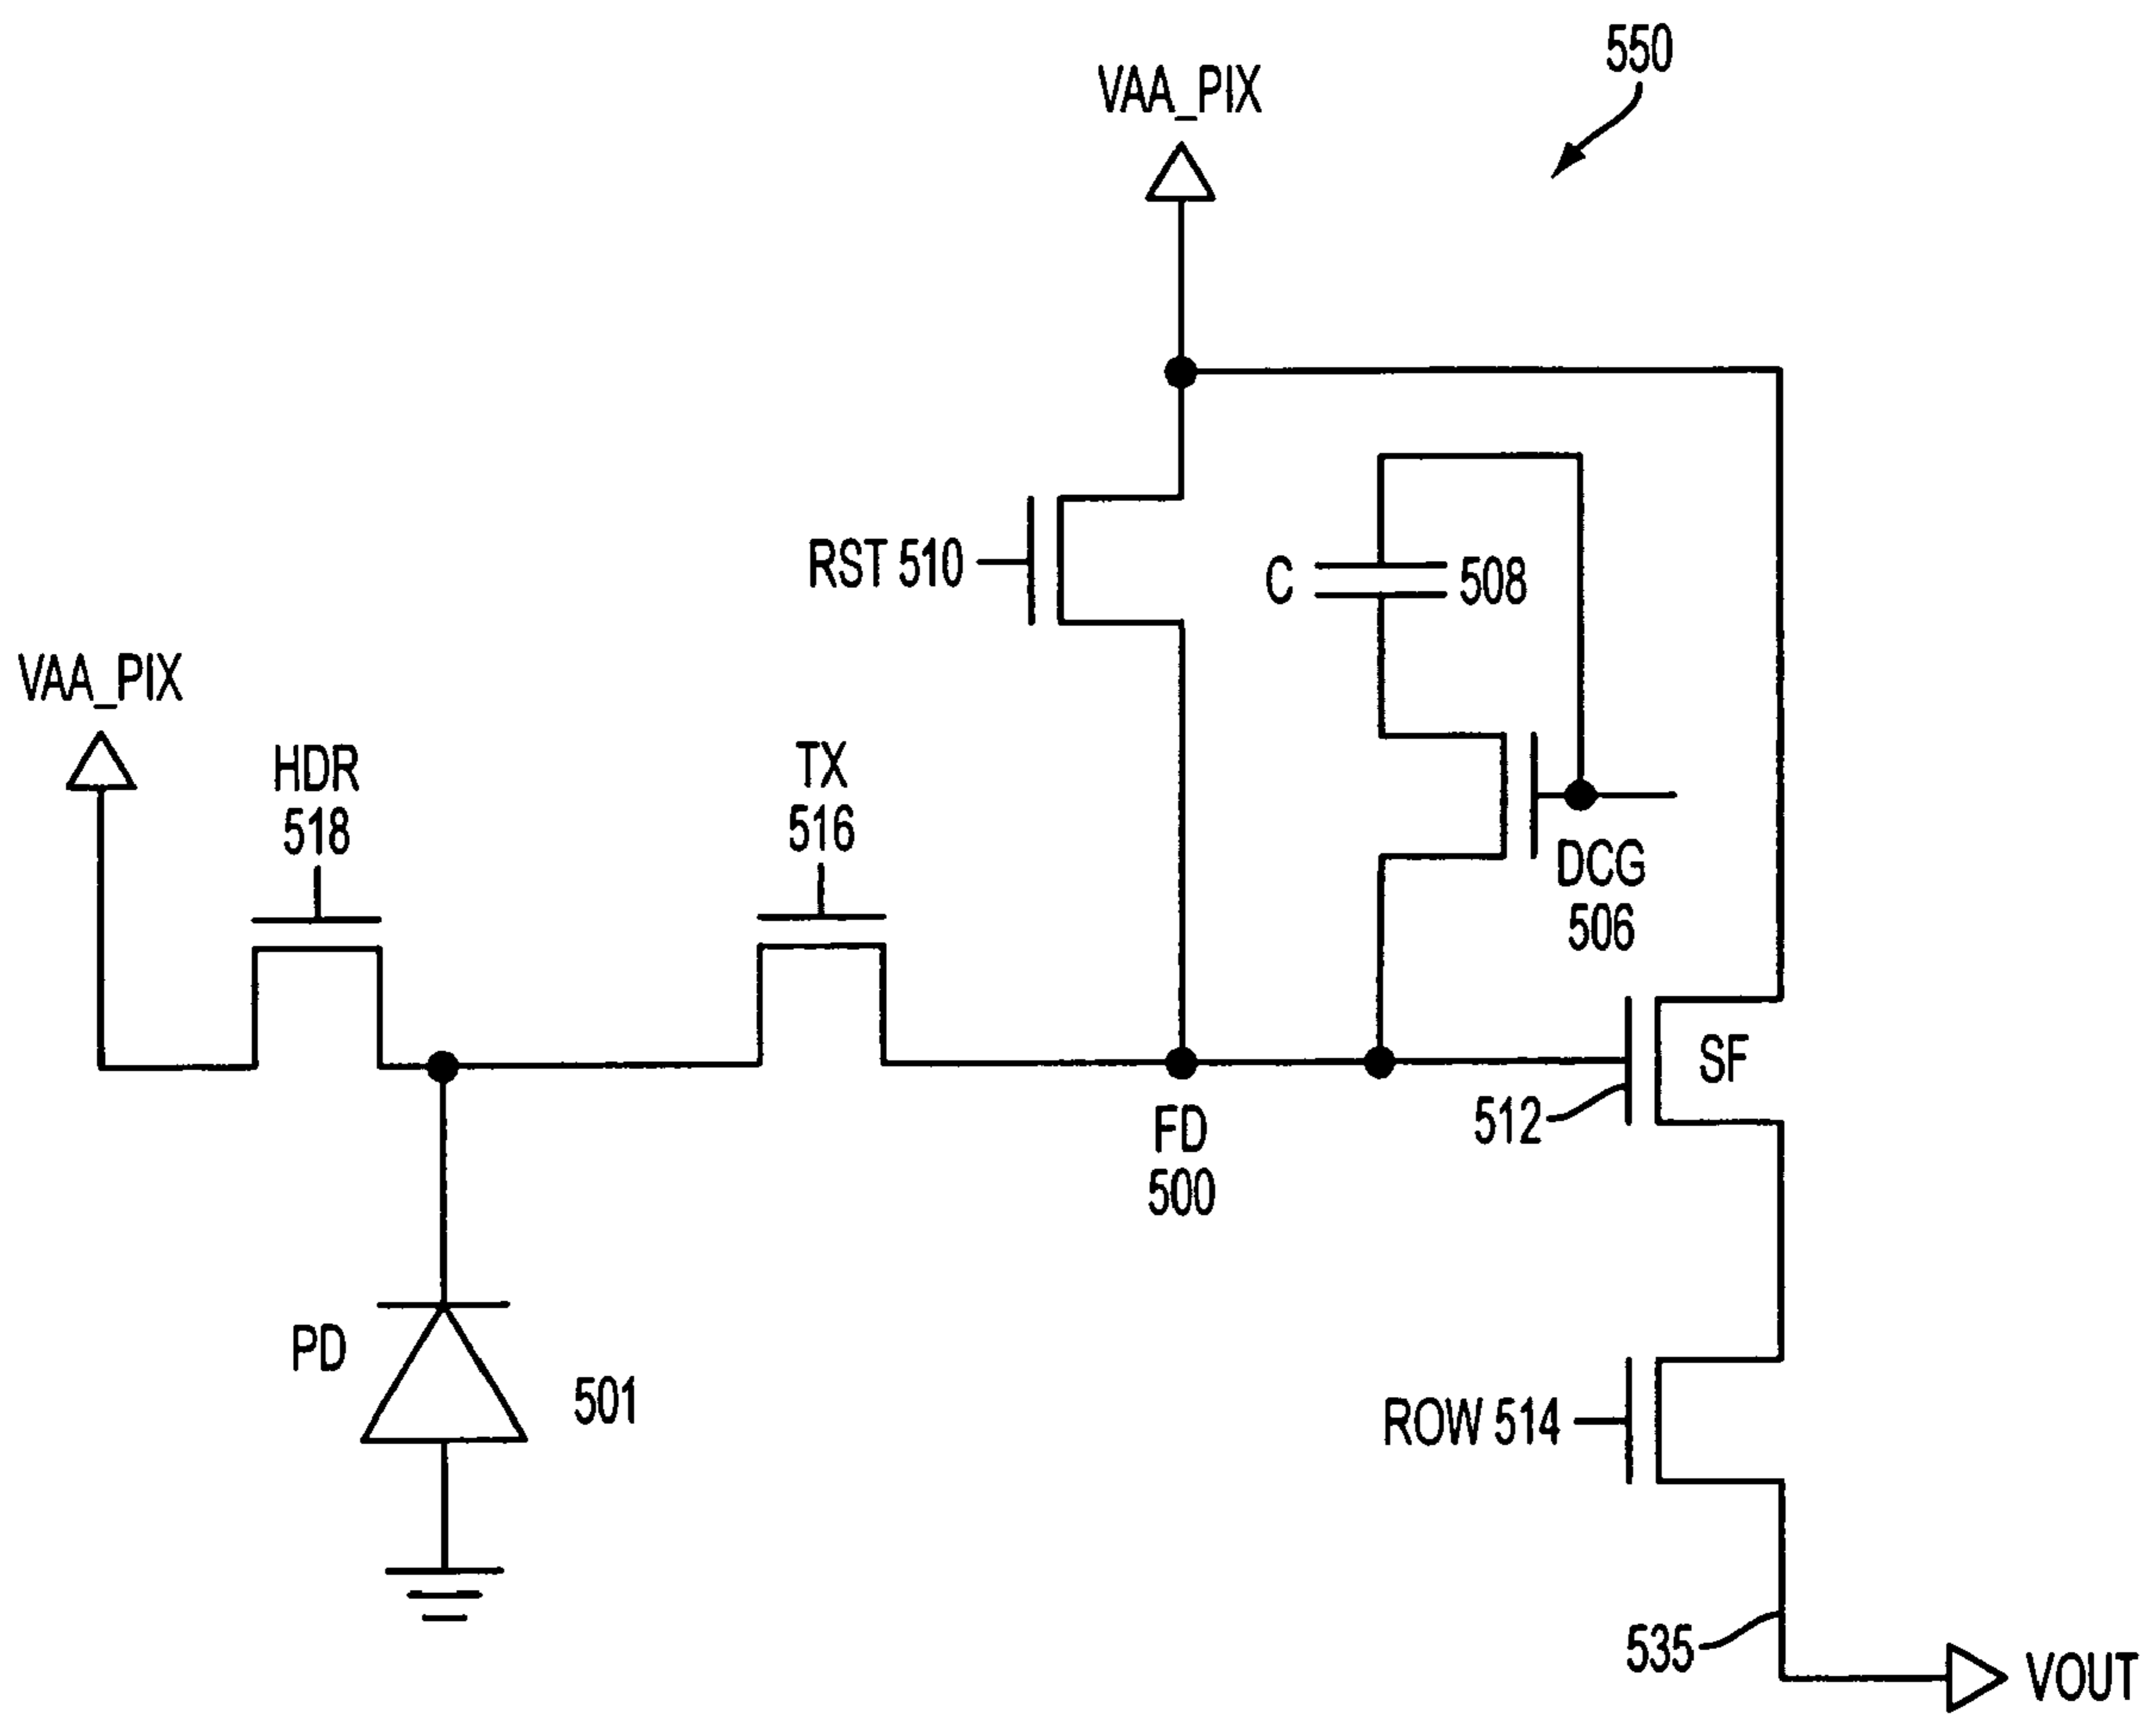 550
VAA_PIX
RST 510
C
508
VAA_PIX
HDR
518
TX
516
DCG
506
SF
512
FD
500
PD
501
ROW 514
535
VOUT